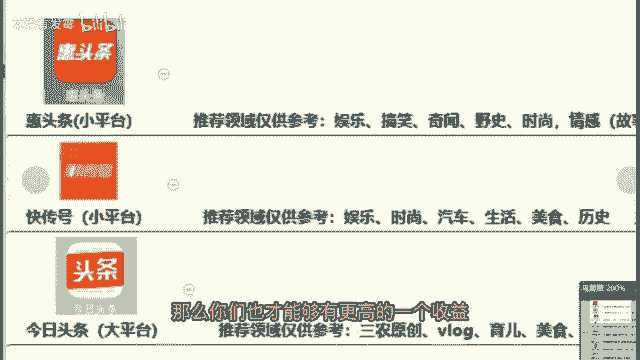 bilibili
惠头条
惠头条(小平台) 推荐领域仅供参考：娱乐、搞笑、奇闻、野史、时尚，情感（故事
快传号（小平台） 推荐领域仅供参考：娱乐、时尚、汽车、生活、美食、历史
头条
那么你们也才能够有更高的一个收益
今日头条（大平台） 推荐领域仅供参考：三农原创、vlog、育儿、美食、
200%